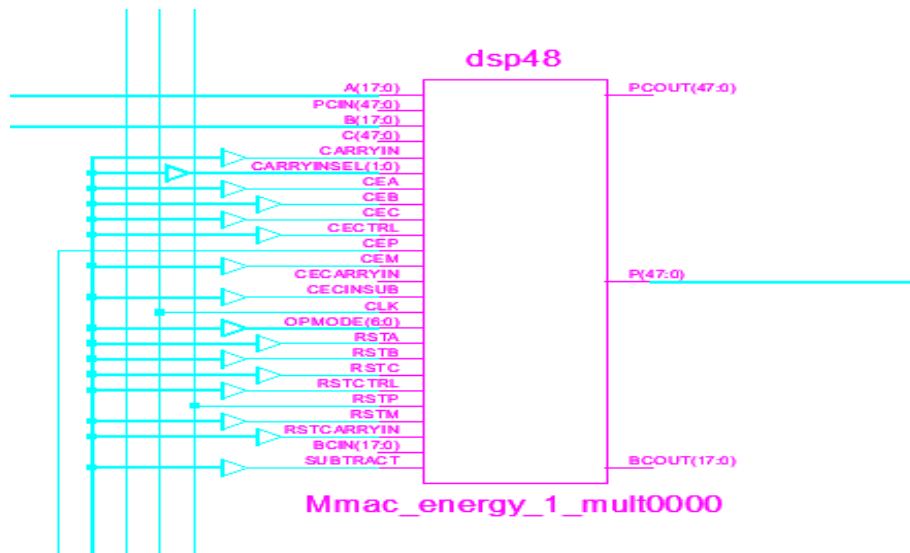 dsp48
A(17:0)
PCOUT(47:0)
PCIN(47:0)
B(17:0)
C(47:0)
CARRYIN
CARRYINSEL(1:0)
CEA
CEB
CEC
CECTRL
CEP
CEM
CECARRYIN
P(47:0)
CECINSUB
CLK
OPMODE(6:0)
RSTA
RSTB
RSTC
RSTCTRL
RSTP
RSTM
RSTCARRYIN
BCIN(17:0)
SUBTRACT
BCOUT(17:0)
Mmac_energy_1_mult0000